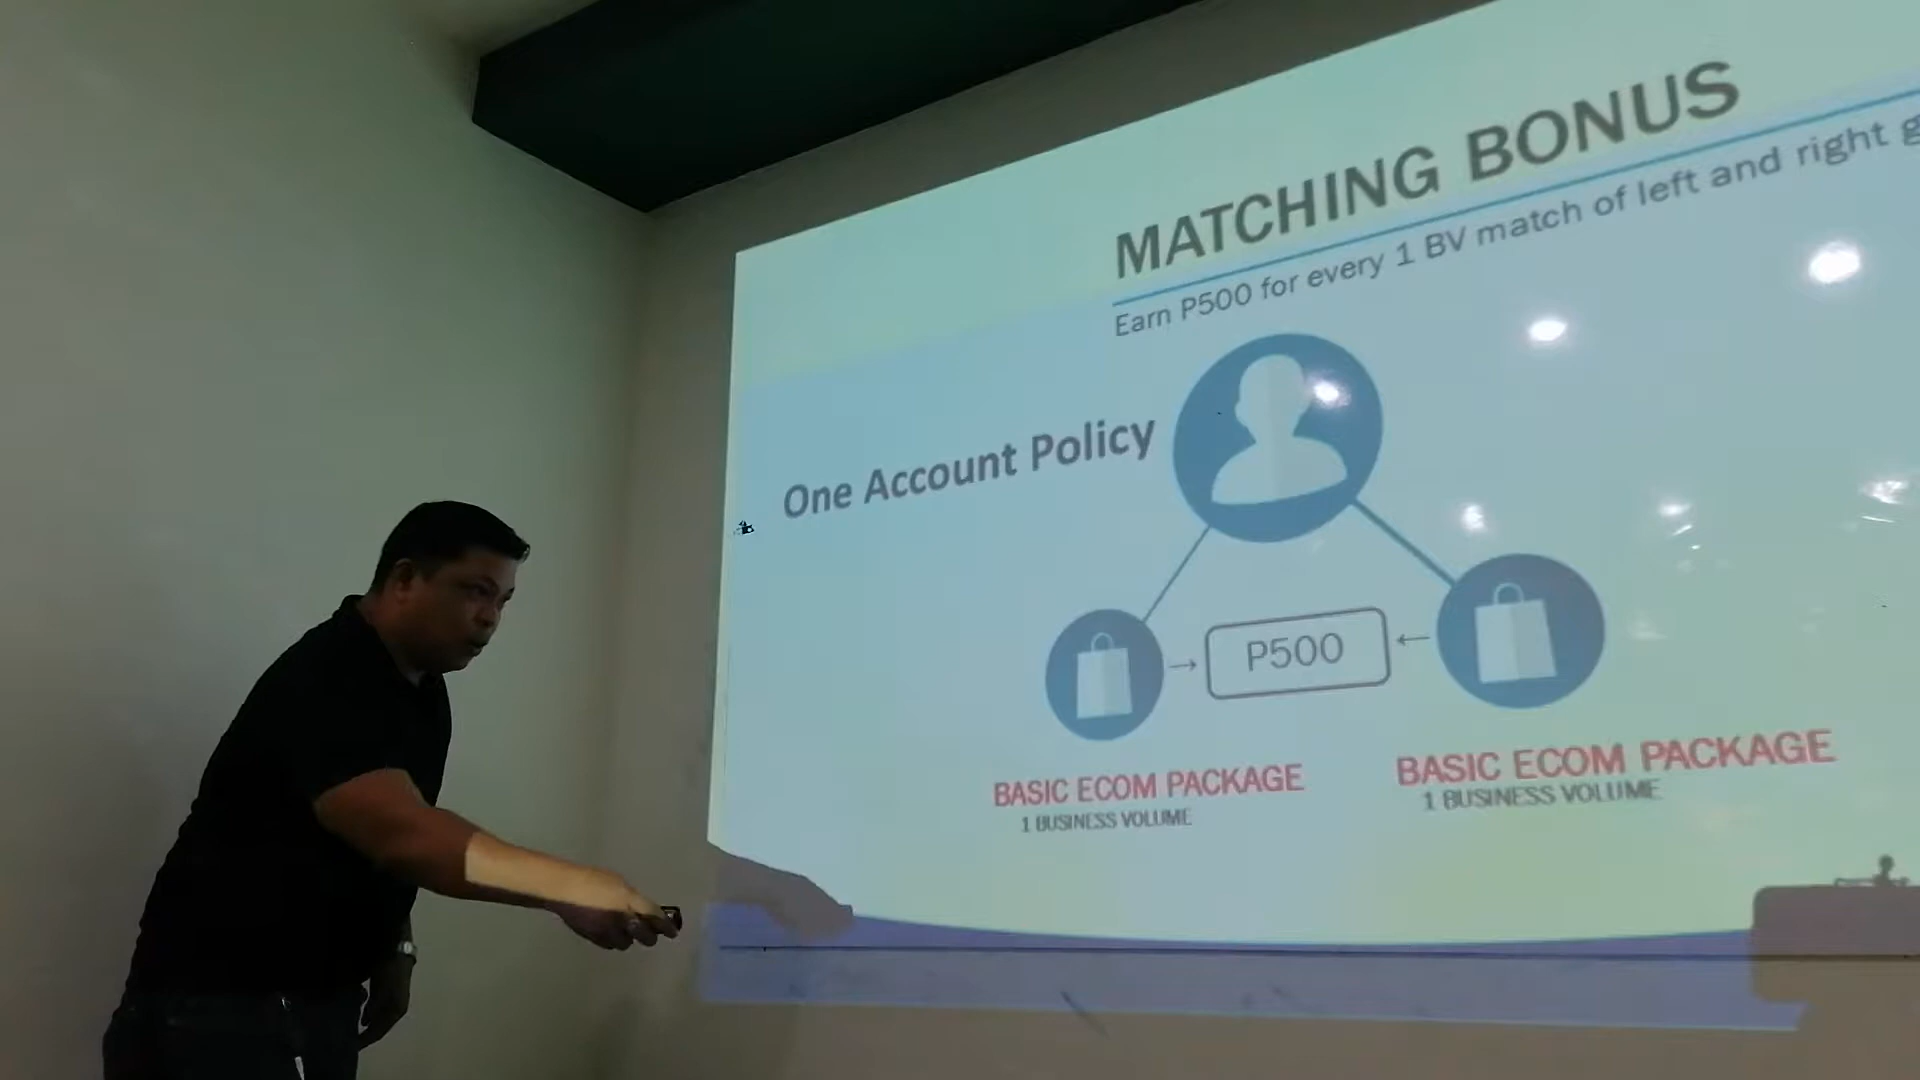 MATCHING BONUS
Earn P500 for every 1 BV match of left and right
One Account Policy
P500
BASIC ECOM PACKAGE
1 BUSINESS VOLUME
BASIC ECOM PACKAGE
1 BUSINESS VOLUME